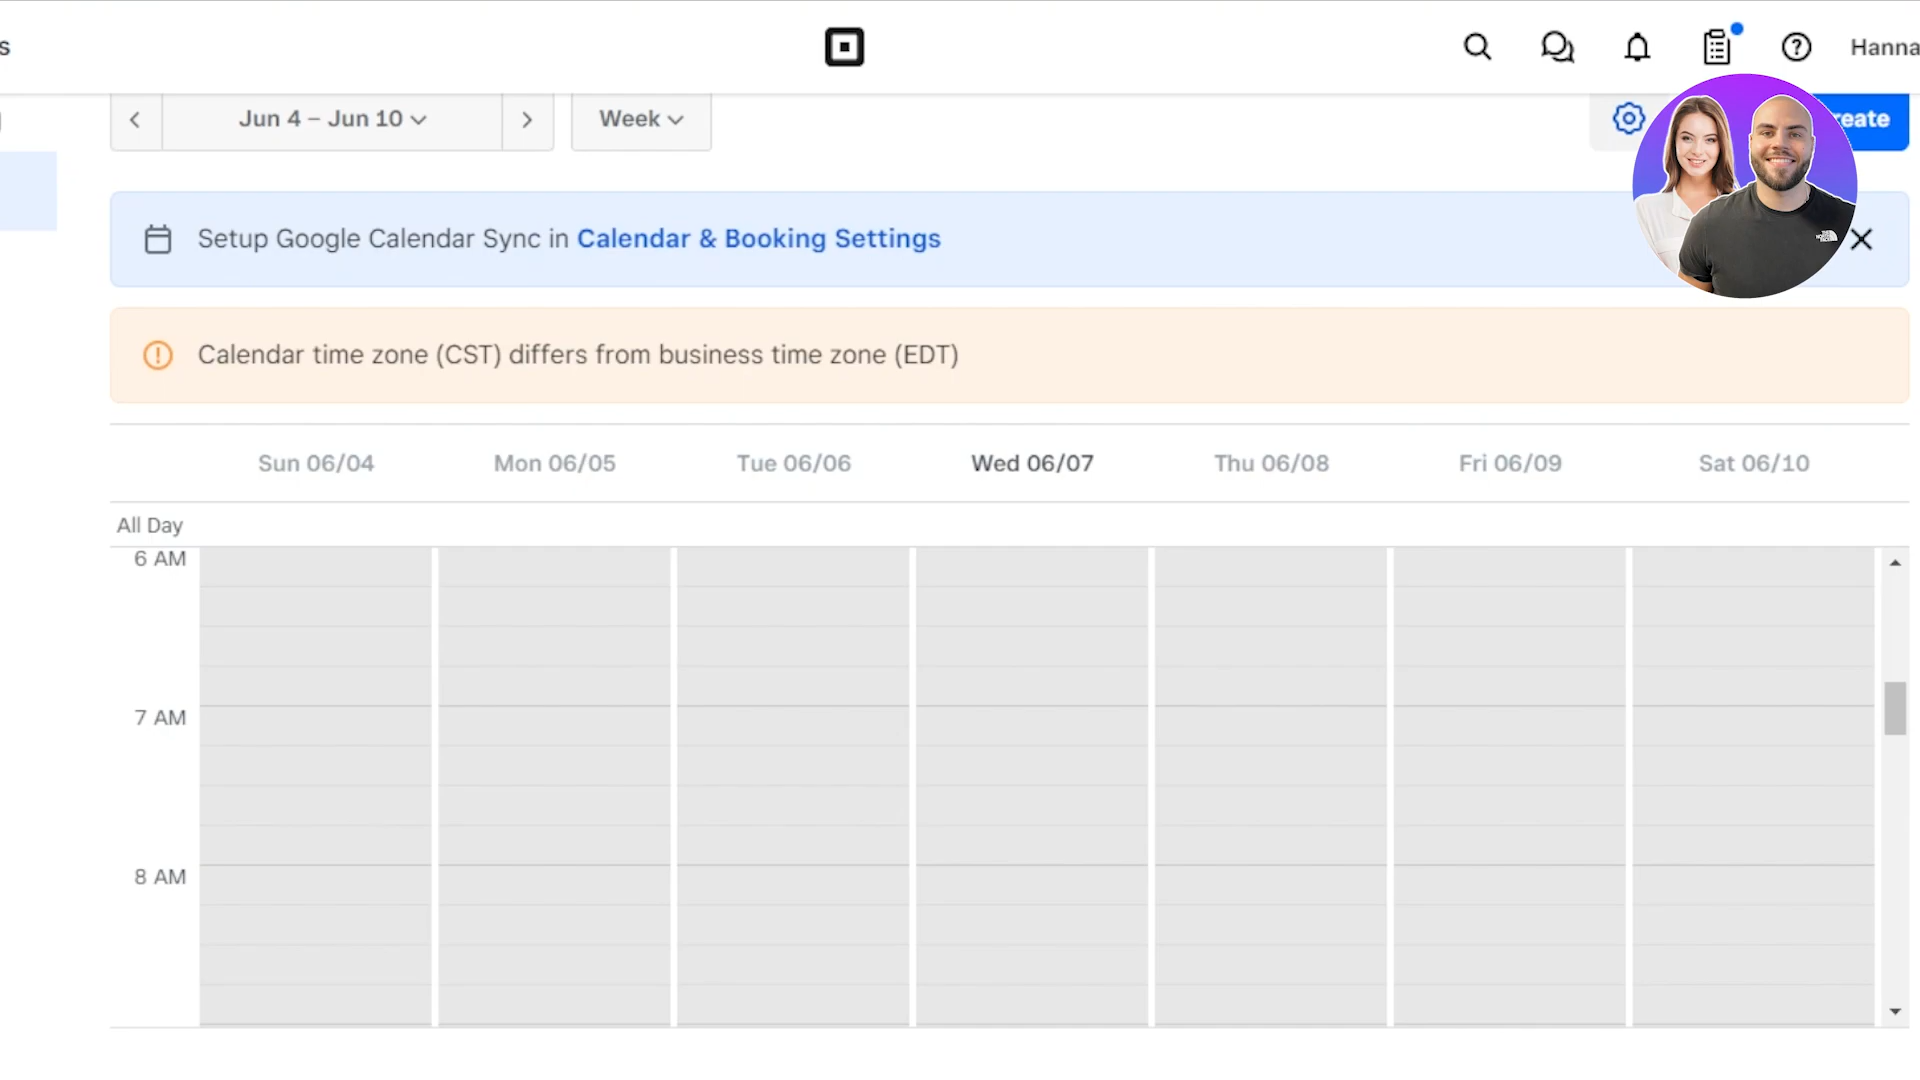 s
Hanna
Jun 4 – Jun 10
Week
reate
Setup Google Calendar Sync in Calendar & Booking Settings
Calendar time zone (CST) differs from business time zone (EDT)
Sun 06/04
Mon 06/05
Tue 06/06
Wed 06/07
Thu 06/08
Fri 06/09
Sat 06/10
All Day
6 AM
7 AM
8 AM